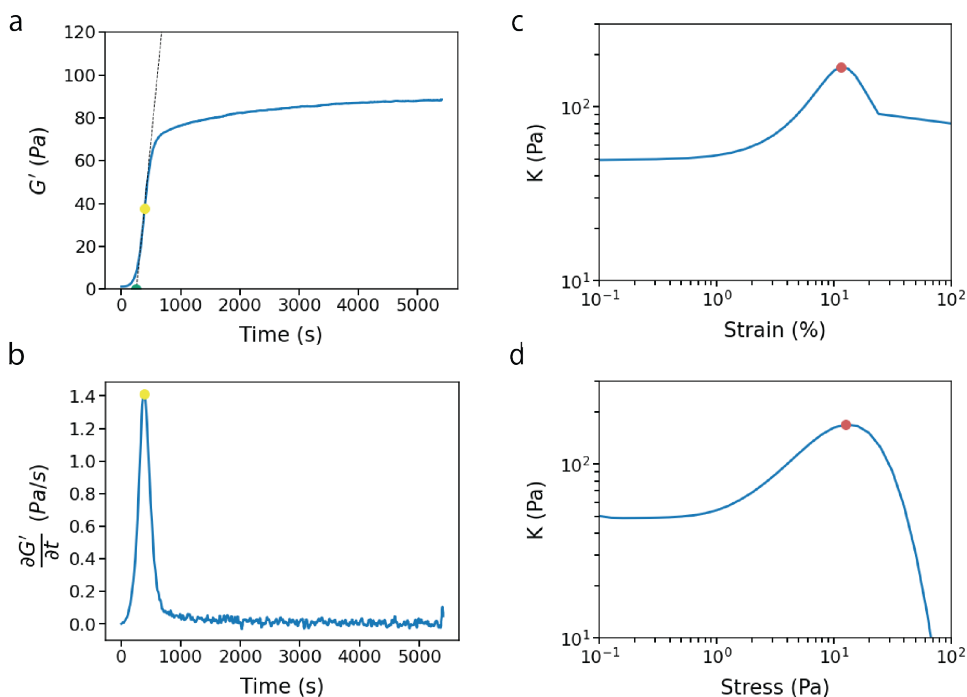 a
120
100
80
60
40
20
0
G′ (Pa)
0 1000 2000 3000 4000 5000
Time (s)
b
1.4
1.2
1.0
0.8
0.6
0.4
0.2
0.0
∂G′/∂t (Pa/s)
0 1000 2000 3000 4000 5000
Time (s)
c
10²
10¹
K (Pa)
10⁻¹ 10⁰ 10¹ 10²
Strain (%)
d
10²
10¹
K (Pa)
10⁻¹ 10⁰ 10¹ 10²
Stress (Pa)